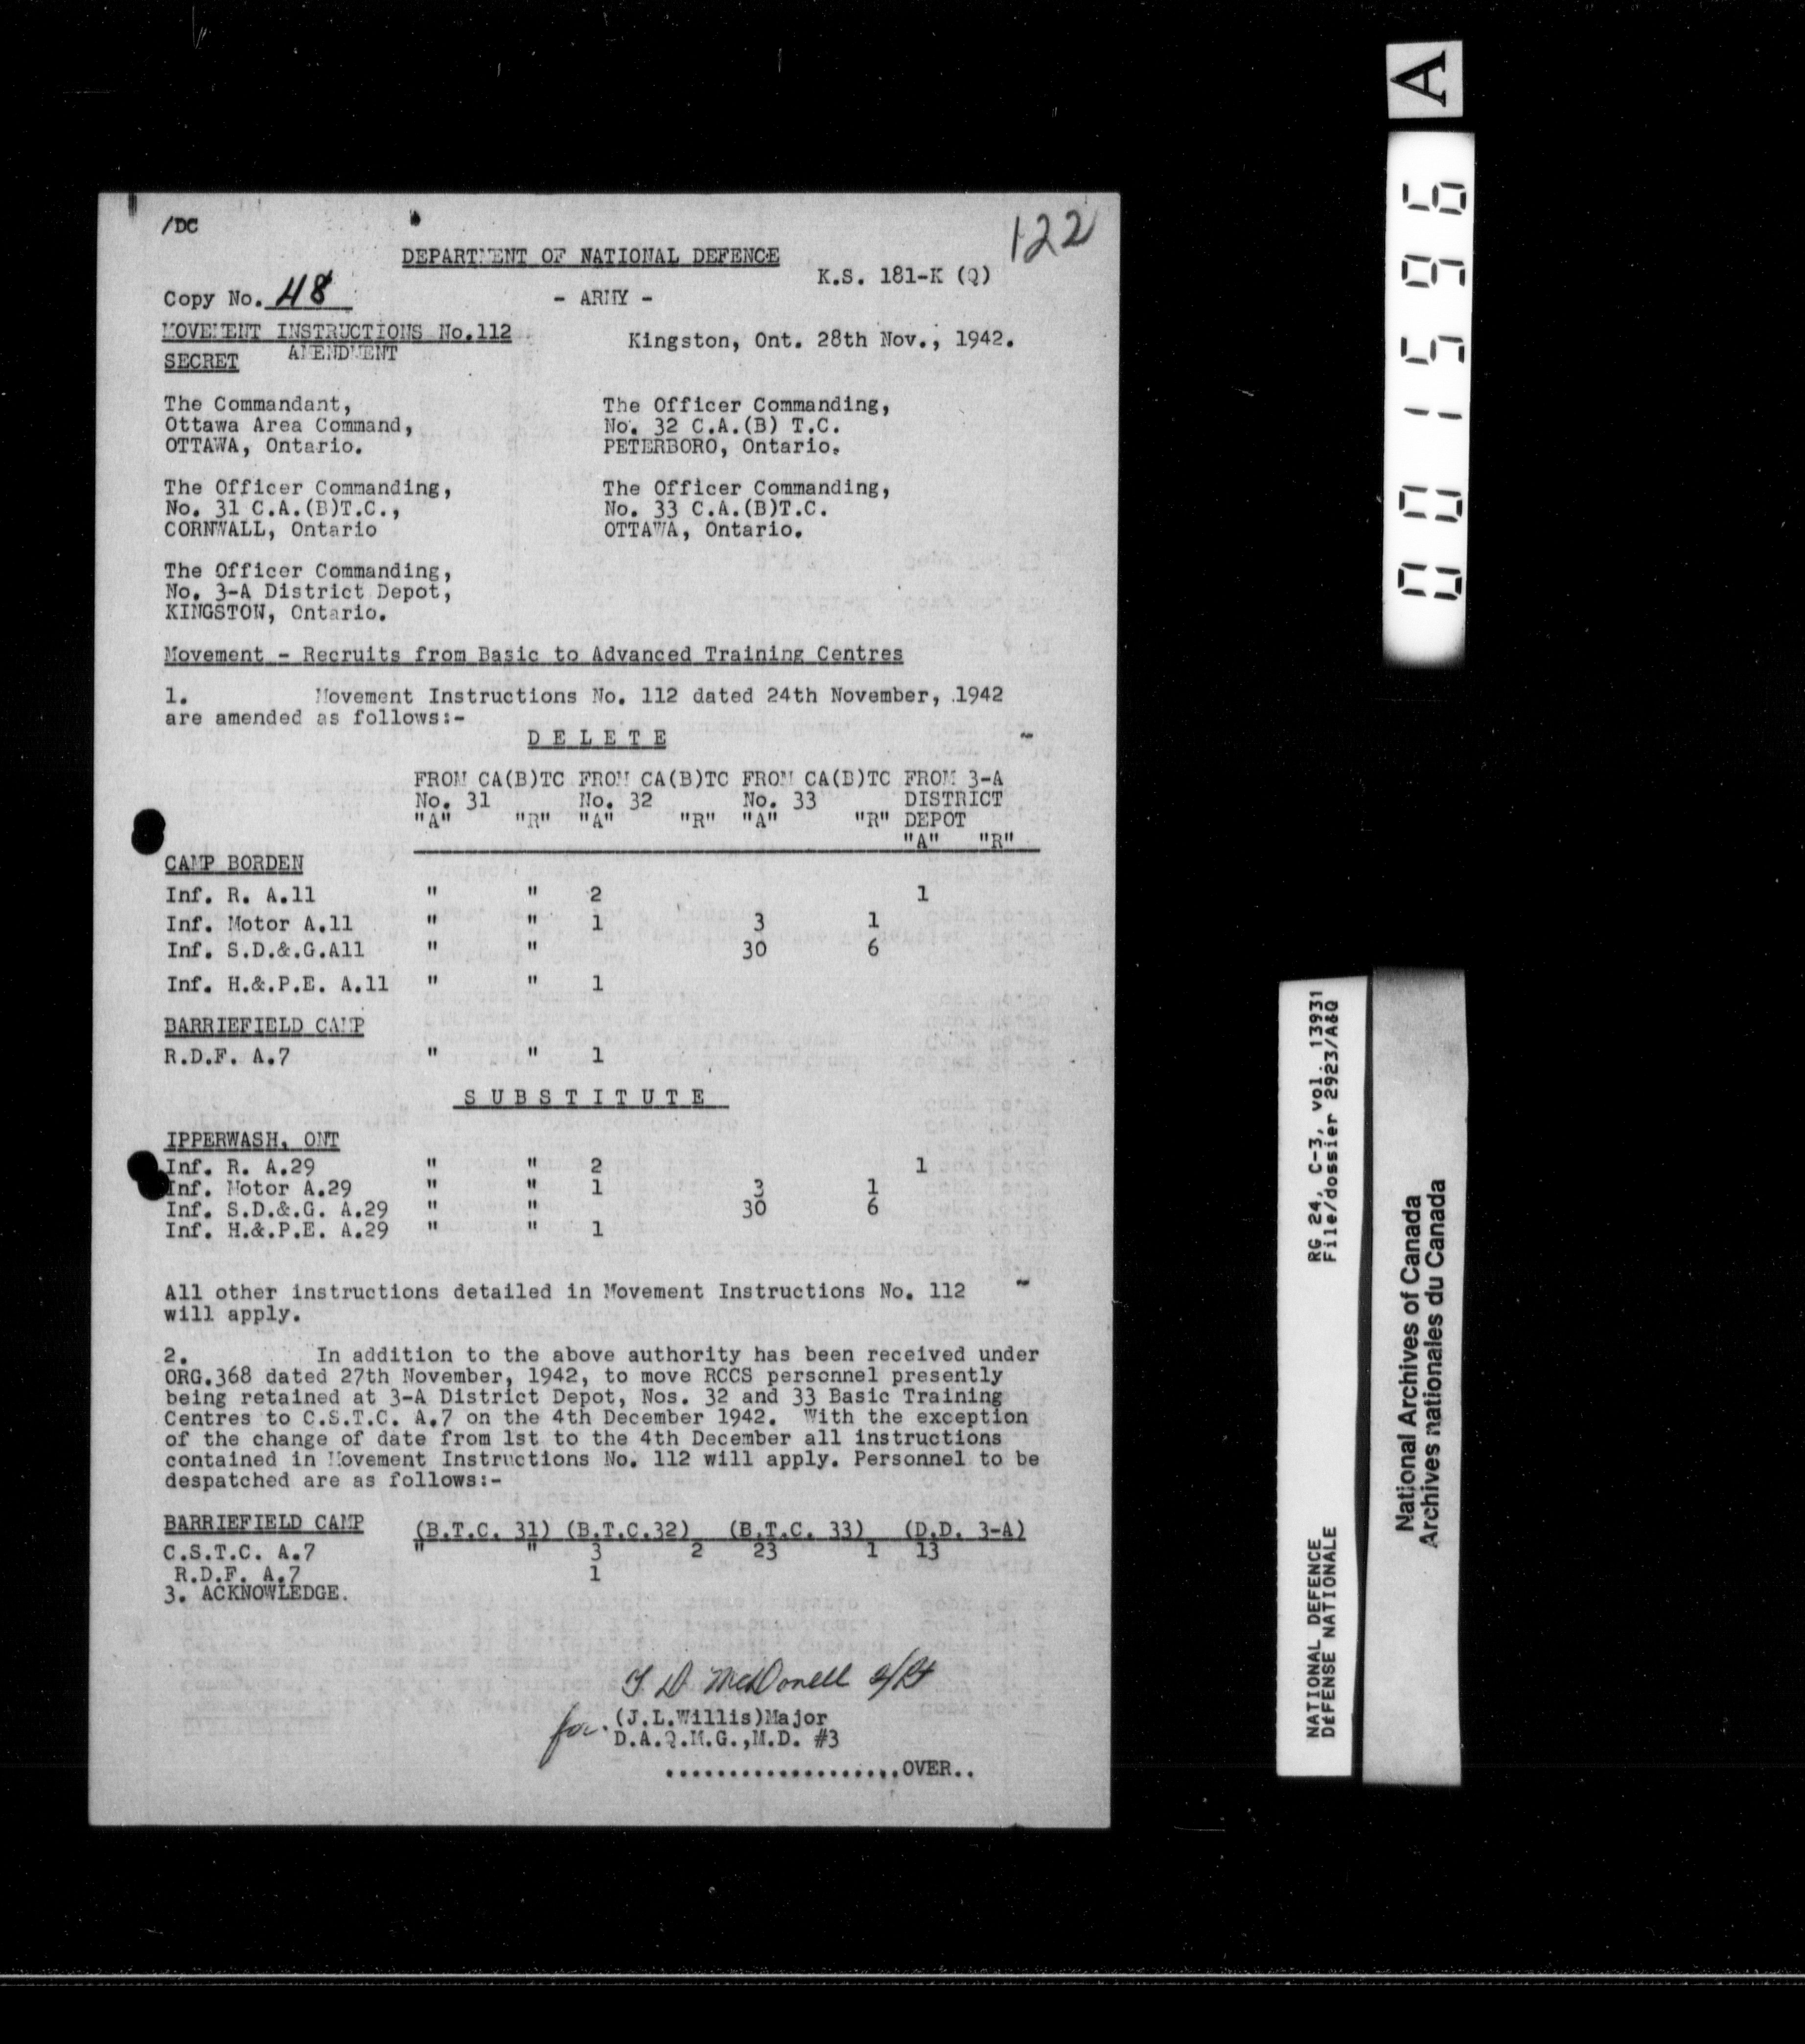 /DC
122
DEPARTMENT OF NATIONAL DEFENCE
K.S. 181-K (Q)
Copy No. 48
- ARMY -
MOVEMENT INSTRUCTIONS No.112
AMENDMENT
Kingston, Ont. 28th Nov., 1942.
SECRET
The Commandant,
Ottawa Area Command,
OTTAWA, Ontario.
The Officer Commanding,
No. 32 C.A.(B) T.C.
PETERBORO, Ontario.
The Officer Commanding,
No. 31 C.A.(B)T.C.,
CORNWALL, Ontario
The Officer Commanding,
No. 33 C.A.(B)T.C.
OTTAWA, Ontario.
The Officer Commanding,
No. 3-A District Depot,
KINGSTON, Ontario.
Movement - Recruits from Basic to Advanced Training Centres
1. Movement Instructions No. 112 dated 24th November, 1942
are amended as follows:-
D E L E T E
FROM CA(B)TC FROM CA(B)TC FROM CA(B)TC FROM 3-A
No. 31 No. 32 No. 33 DISTRICT
"A" "R" "A" "R" "A" "R" DEPOT
"A" "R"
CAMP BORDEN
Inf. R. A.11 " " 2 1
Inf. Motor A.11 " " 1 3 1
Inf. S.D.&.G.A11 " " 30 6
Inf. H.&.P.E. A.11 " " 1
BARRIEFIELD CAMP
R.D.F. A.7 " " 1
S U B S T I T U T E
IPPERWASH, ONT
Inf. R. A.29 " " 2 1
Inf. Motor A.29 " " 1 3 1
Inf. S.D.&.G. A.29 " " 30 6
Inf. H.&.P.E. A.29 " " 1
All other instructions detailed in Movement Instructions No. 112
will apply.
2. In addition to the above authority has been received under
ORG.368 dated 27th November, 1942, to move RCCS personnel presently
being retained at 3-A District Depot, Nos. 32 and 33 Basic Training
Centres to C.S.T.C. A.7 on the 4th December 1942. With the exception
of the change of date from 1st to the 4th December all instructions
contained in Movement Instructions No. 112 will apply. Personnel to be
despatched are as follows:-
BARRIEFIELD CAMP (B.T.C. 31) (B.T.C.32) (B.T.C. 33) (D.D. 3-A)
C.S.T.C. A.7 " " 3 2 23 1 13
R.D.F. A.7 1
3. ACKNOWLEDGE.
McDonell
for (J.L.Willis)Major
D.A.Q.M.G.,M.D. #3
...................OVER..
A
001596
RG 24, C-3, vol. 13931
File/dossier 2923/A&Q
NATIONAL DEFENCE
DÉFENSE NATIONALE
National Archives of Canada
Archives nationales du Canada